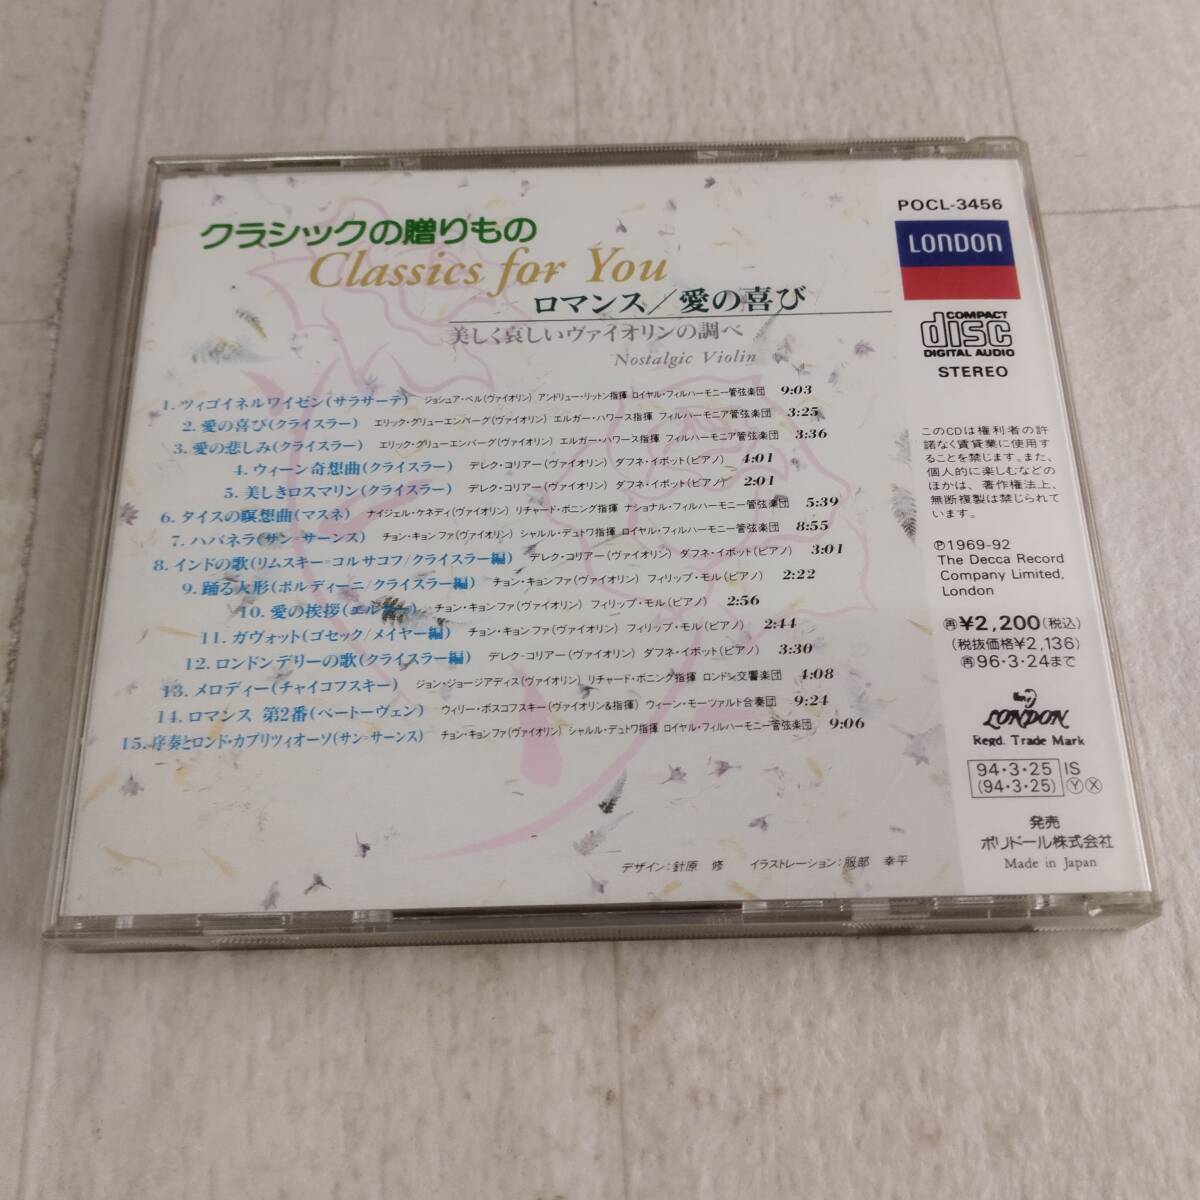 クラシックの贈りもの
Classics for You
ロマンス／愛の喜び
美しく哀しいヴァイオリンの調べ
Nostalgic Violin
1. ツィゴイネルワイゼン(サラサーテ) ジョシュア・ベル(ヴァイオリン) アンドリュー・リットン指揮 ロイヤル・フィルハーモニー管弦楽団 9:03
2. 愛の喜び(クライスラー) エリック・グリューエンバーグ(ヴァイオリン) エルガー・ハワース指揮 フィルハーモニア管弦楽団 3:25
3. 愛の悲しみ(クライスラー) エリック・グリューエンバーグ(ヴァイオリン) エルガー・ハワース指揮 フィルハーモニア管弦楽団 3:36
4. ウィーン奇想曲(クライスラー) デレク・コリアー(ヴァイオリン) ダフネ・イボット(ピアノ) 4:01
5. 美しきロスマリン(クライスラー) デレク・コリアー(ヴァイオリン) ダフネ・イボット(ピアノ) 2:01
6. タイスの瞑想曲(マスネ) ナイジェル・ケネディ(ヴァイオリン) リチャード・ボニング指揮 ナショナル・フィルハーモニー管弦楽団 5:39
7. ハバネラ(サン=サーンス) チョン・キョンファ(ヴァイオリン) シャルル・デュトワ指揮 ロイヤル・フィルハーモニー管弦楽団 8:55
8. インドの歌(リムスキー=コルサコフ/クライスラー編) デレク・コリアー(ヴァイオリン) ダフネ・イボット(ピアノ) 3:01
9. 踊る人形(ポルディーニ/クライスラー編) チョン・キョンファ(ヴァイオリン) フィリップ・モル(ピアノ) 2:22
10. 愛の挨拶(エルガー) チョン・キョンファ(ヴァイオリン) フィリップ・モル(ピアノ) 2:56
11. ガヴォット(ゴセック/メイヤー編) チョン・キョンファ(ヴァイオリン) フィリップ・モル(ピアノ) 2:44
12. ロンドンデリーの歌(クライスラー編) デレク・コリアー(ヴァイオリン) ダフネ・イボット(ピアノ) 3:30
13. メロディー(チャイコフスキー) ジョン・ジョージアディス(ヴァイオリン) リチャード・ボニング指揮 ロンドン交響楽団 4:08
14. ロマンス 第2番(ベートーヴェン) ウィリー・ボスコフスキー(ヴァイオリン&指揮) ウィーン・モーツァルト合奏団 9:24
15. 序奏とロンド・カプリツィオーソ(サン=サーンス) チョン・キョンファ(ヴァイオリン) シャルル・デュトワ指揮 ロイヤル・フィルハーモニー管弦楽団 9:06
デザイン：針原 修 イラストレーション：服部 幸平
POCL-3456
LONDON
COMPACT
disc
DIGITAL AUDIO
STEREO
このCDは権利者の許
諾なく賃貸業に使用す
ることを禁じます。また、
個人的に楽しむなどの
ほかは、著作権法上、
無断複製は禁じられて
います。
Ⓟ1969-92
The Decca Record
Company Limited,
London
再¥2,200(税込)
(税抜価格¥2,136)
再96・3・24まで
LONDON
Regd. Trade Mark
94・3・25 IS
(94・3・25) ⓎⓍ
発売
ポリドール株式会社
Made in Japan